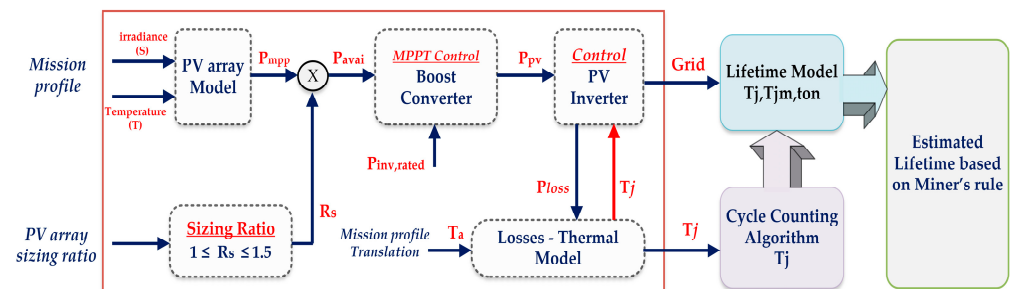 irradiance
(S)
Mission
profile
Temperature
(T)
PV array
Model
Pmpp
X
Pavai
MPPT Control
Boost
Converter
Pinv,rated
Ppv
Control
PV
Inverter
Grid
Lifetime Model
Tj,Tjm,ton
Estimated
Lifetime based
on Miner's rule
Ploss
Tj
Rs
PV array
sizing ratio
Sizing Ratio
1 ≤ Rs ≤ 1.5
Mission profile
Translation
Ta
Losses - Thermal
Model
Tj
Cycle Counting
Algorithm
Tj